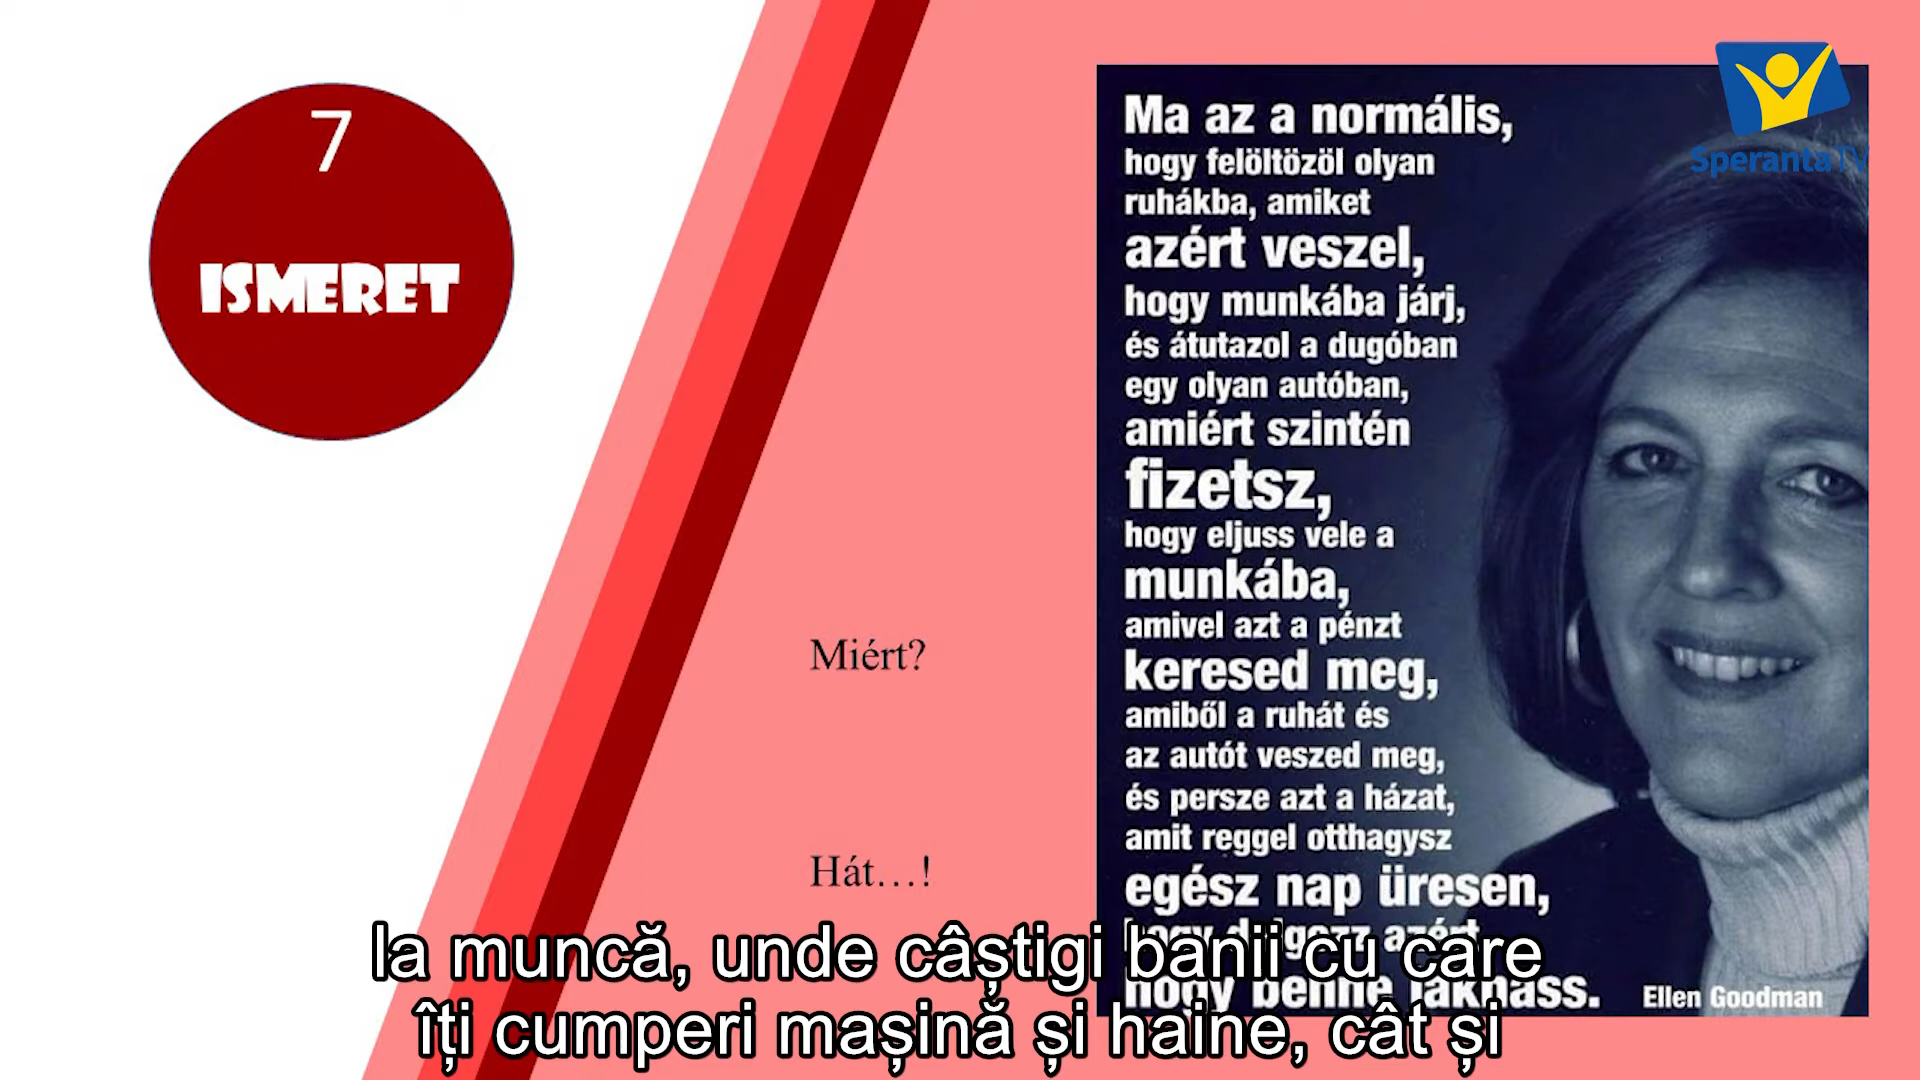 7
ISMERET
Miért?
Hát…!
Ma az a normális,
hogy felöltözöl olyan
ruhákba, amiket
azért veszel,
hogy munkába járj,
és átutazol a dugóban
egy olyan autóban,
amiért szintén
fizetsz,
hogy eljuss vele a
munkába,
amivel azt a pénzt
keresed meg,
amiből a ruhát és
az autót veszed meg,
és persze azt a házat,
amit reggel otthagysz
egész nap üresen,
hogy dolgozz azért,
hogy benne lakhass.
Ellen Goodman
Speranta TV
la muncă, unde câștigi banii cu care
îți cumperi mașină și haine, cât și